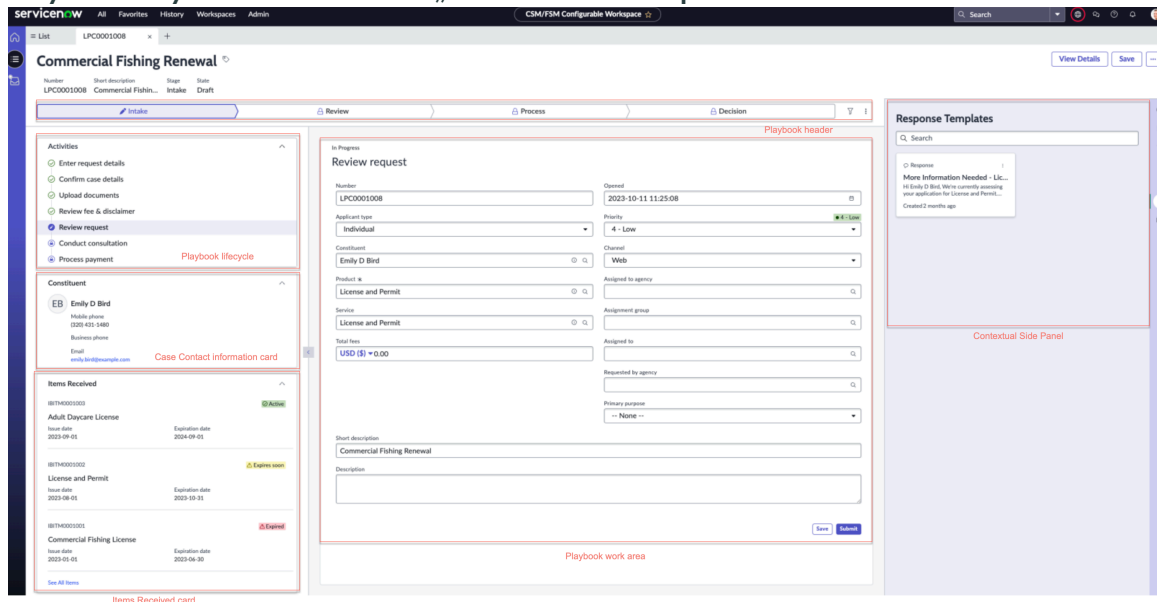 servicenow All Favorites History Workspaces Admin CSM/FSM Configurable Workspace ☆ Search
≡ List LPC0001008 × +
Commercial Fishing Renewal
View Details Save
Number Short description Stage State
LPC0001008 Commercial Fishin... Intake Draft
Intake Review Process Decision
Playbook header
Activities
Enter request details
Confirm case details
Upload documents
Review fee & disclaimer
Review request
Conduct consultation
Process payment
Playbook lifecycle
Constituent
EB Emily D Bird
Mobile phone
(320) 431-1480
Business phone
Email
emily.bird@example.com
Case Contact information card
Items Received
IBITM0001003 Active
Adult Daycare License
Issue date Expiration date
2023-09-01 2024-09-01
IBITM0001002 Expires soon
License and Permit
Issue date Expiration date
2023-08-01 2023-10-31
IBITM0001001 Expired
Commercial Fishing License
Issue date Expiration date
2023-01-01 2023-06-30
See All Items
Items Received card
In Progress
Review request
Number Opened
LPC0001008 2023-10-11 11:25:08
Applicant type Priority 4 - Low
Individual 4 - Low
Constituent Channel
Emily D Bird Web
Product * Assigned to agency
License and Permit
Service Assignment group
License and Permit
Total fees Assigned to
USD ($) 0.00
Requested by agency
Primary purpose
-- None --
Short description
Commercial Fishing Renewal
Description
Save Submit
Playbook work area
Response Templates
Search
Response
More Information Needed - Lic...
Hi Emily D Bird, We're currently assessing
your application for License and Permit....
Created 2 months ago
Contextual Side Panel